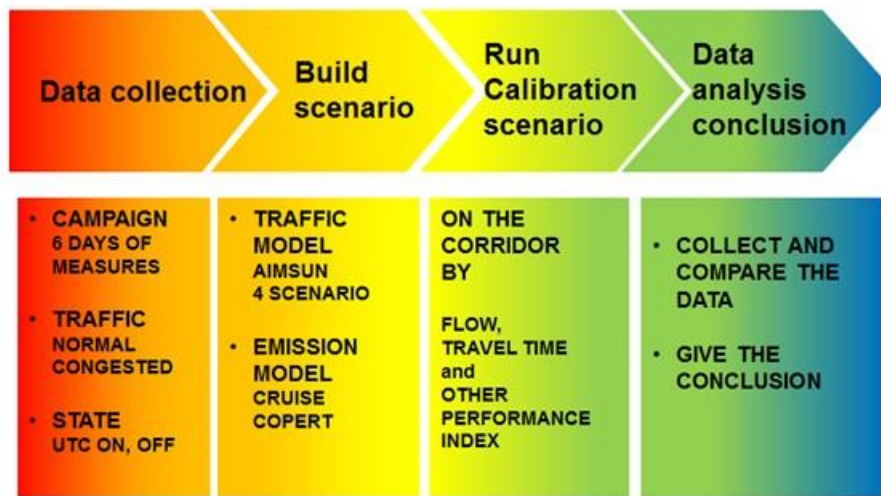 Data collection
Build
scenario
Run
Calibration
scenario
Data
analysis
conclusion
• CAMPAIGN
6 DAYS OF
MEASURES
• TRAFFIC
NORMAL
CONGESTED
• STATE
UTC ON, OFF
• TRAFFIC
MODEL
AIMSUN
4 SCENARIO
• EMISSION
MODEL
CRUISE
COPERT
ON THE
CORRIDOR
BY
FLOW,
TRAVEL TIME
and
OTHER
PERFORMANCE
INDEX
• COLLECT AND
COMPARE THE
DATA
• GIVE THE
CONCLUSION